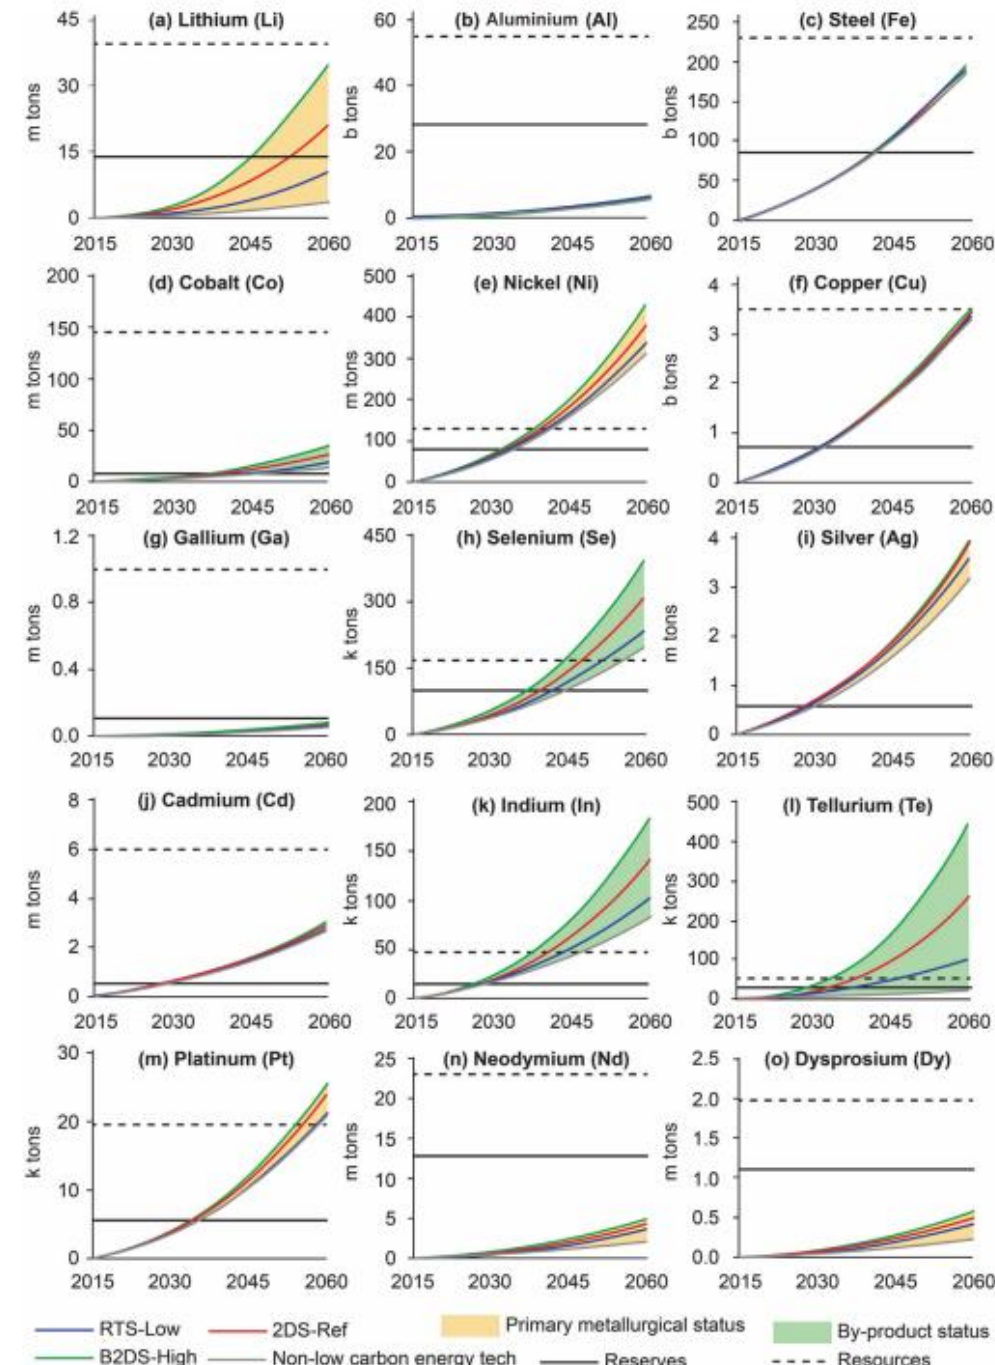 (a) Lithium (Li)
45
30
15
0
m tons
2015 2030 2045 2060
(b) Aluminium (Al)
60
40
20
0
b tons
2015 2030 2045 2060
(c) Steel (Fe)
250
200
150
100
50
0
b tons
2015 2030 2045 2060
(d) Cobalt (Co)
200
150
100
50
0
m tons
2015 2030 2045 2060
(e) Nickel (Ni)
500
400
300
200
100
0
m tons
2015 2030 2045 2060
(f) Copper (Cu)
4
3
2
1
0
b tons
2015 2030 2045 2060
(g) Gallium (Ga)
1.2
0.8
0.4
0.0
m tons
2015 2030 2045 2060
(h) Selenium (Se)
450
300
150
0
k tons
2015 2030 2045 2060
(i) Silver (Ag)
4
3
2
1
0
m tons
2015 2030 2045 2060
(j) Cadmium (Cd)
8
6
4
2
0
m tons
2015 2030 2045 2060
(k) Indium (In)
200
150
100
50
0
k tons
2015 2030 2045 2060
(l) Tellurium (Te)
500
400
300
200
100
0
k tons
2015 2030 2045 2060
(m) Platinum (Pt)
30
20
10
0
k tons
2015 2030 2045 2060
(n) Neodymium (Nd)
25
20
15
10
5
0
m tons
2015 2030 2045 2060
(o) Dysprosium (Dy)
2.5
2.0
1.5
1.0
0.5
0.0
m tons
2015 2030 2045 2060
RTS-Low 2DS-Ref Primary metallurgical status By-product status
B2DS-High Non-low carbon energy tech Reserves Resources